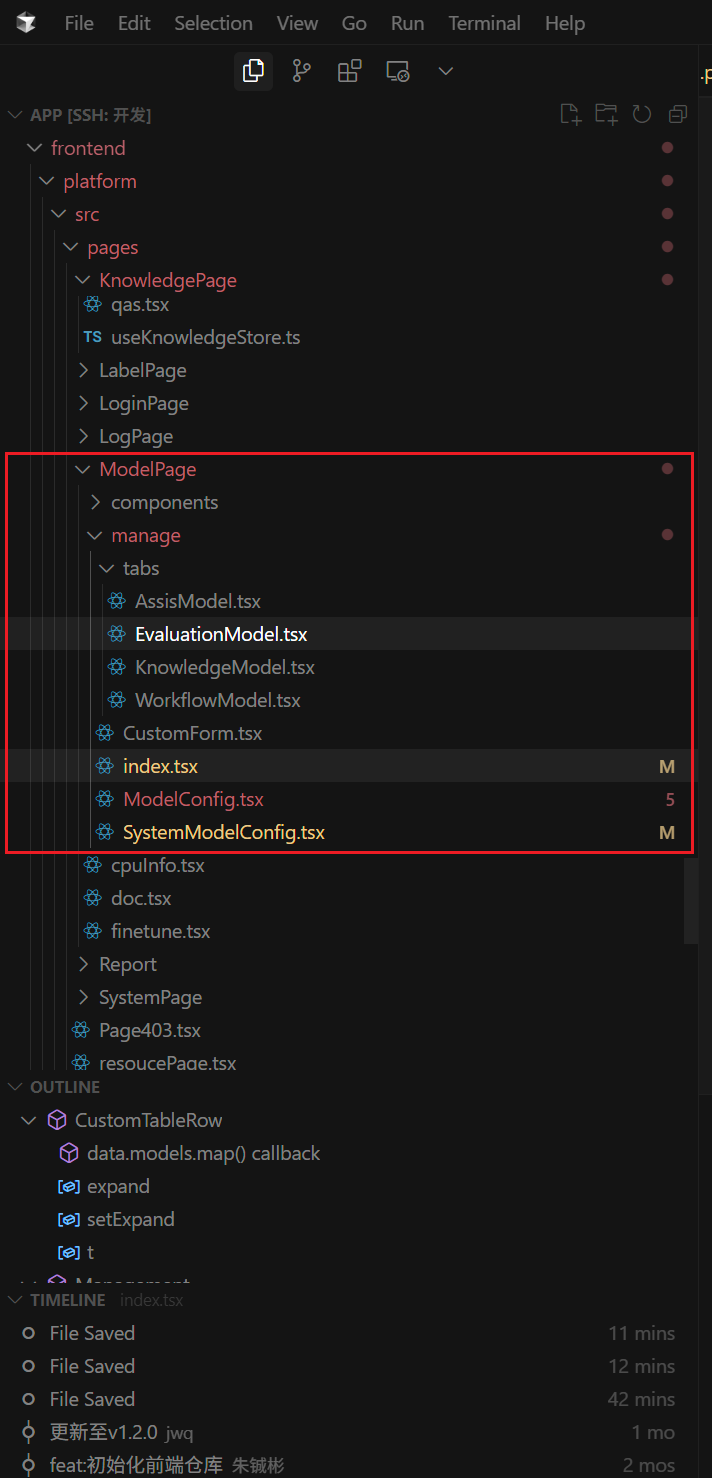 File Edit Selection View Go Run Terminal Help
APP [SSH: 开发]
frontend
platform
src
pages
KnowledgePage
qas.tsx
TS useKnowledgeStore.ts
LabelPage
LoginPage
LogPage
ModelPage
components
manage
tabs
AssisModel.tsx
EvaluationModel.tsx
KnowledgeModel.tsx
WorkflowModel.tsx
CustomForm.tsx
index.tsx M
ModelConfig.tsx 5
SystemModelConfig.tsx M
cpuInfo.tsx
doc.tsx
finetune.tsx
Report
SystemPage
Page403.tsx
resoucePage.tsx
OUTLINE
CustomTableRow
data.models.map() callback
expand
setExpand
t
Management
TIMELINE index.tsx
File Saved 11 mins
File Saved 12 mins
File Saved 42 mins
更新至v1.2.0 jwq 1 mo
feat:初始化前端仓库 朱铖彬 2 mos